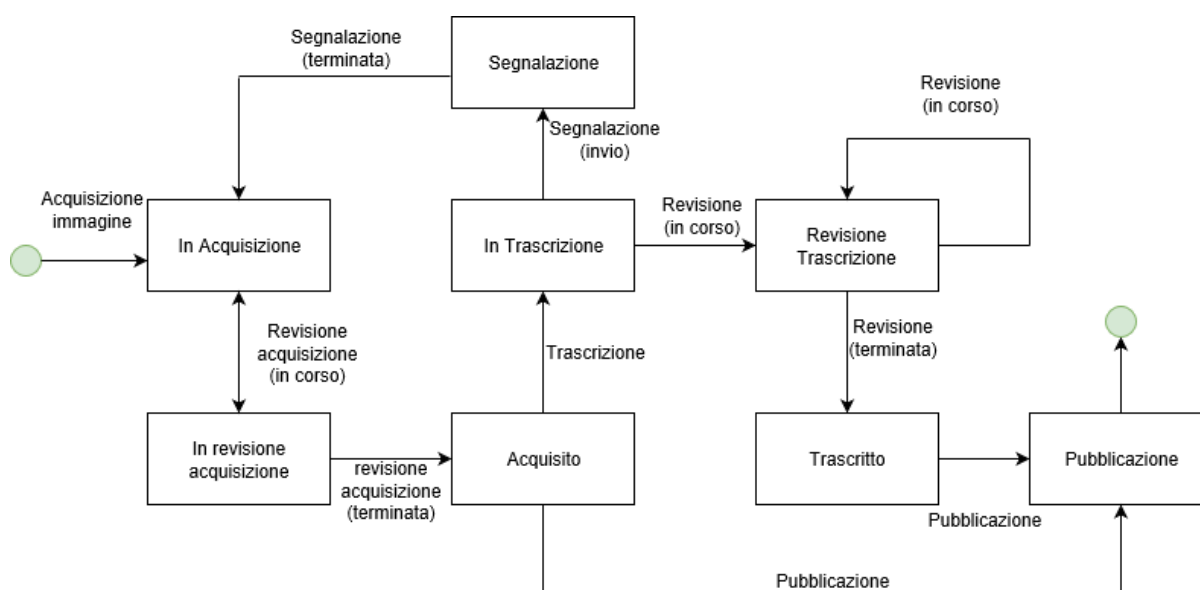 Segnalazione
(terminata)
Segnalazione
Revisione
(in corso)
Segnalazione
(invio)
Acquisizione
immagine
In Acquisizione
In Trascrizione
Revisione
(in corso)
Revisione
Trascrizione
Revisione
acquisizione
(in corso)
Trascrizione
Revisione
(terminata)
In revisione
acquisizione
revisione
acquisizione
(terminata)
Acquisito
Trascritto
Pubblicazione
Pubblicazione
Pubblicazione